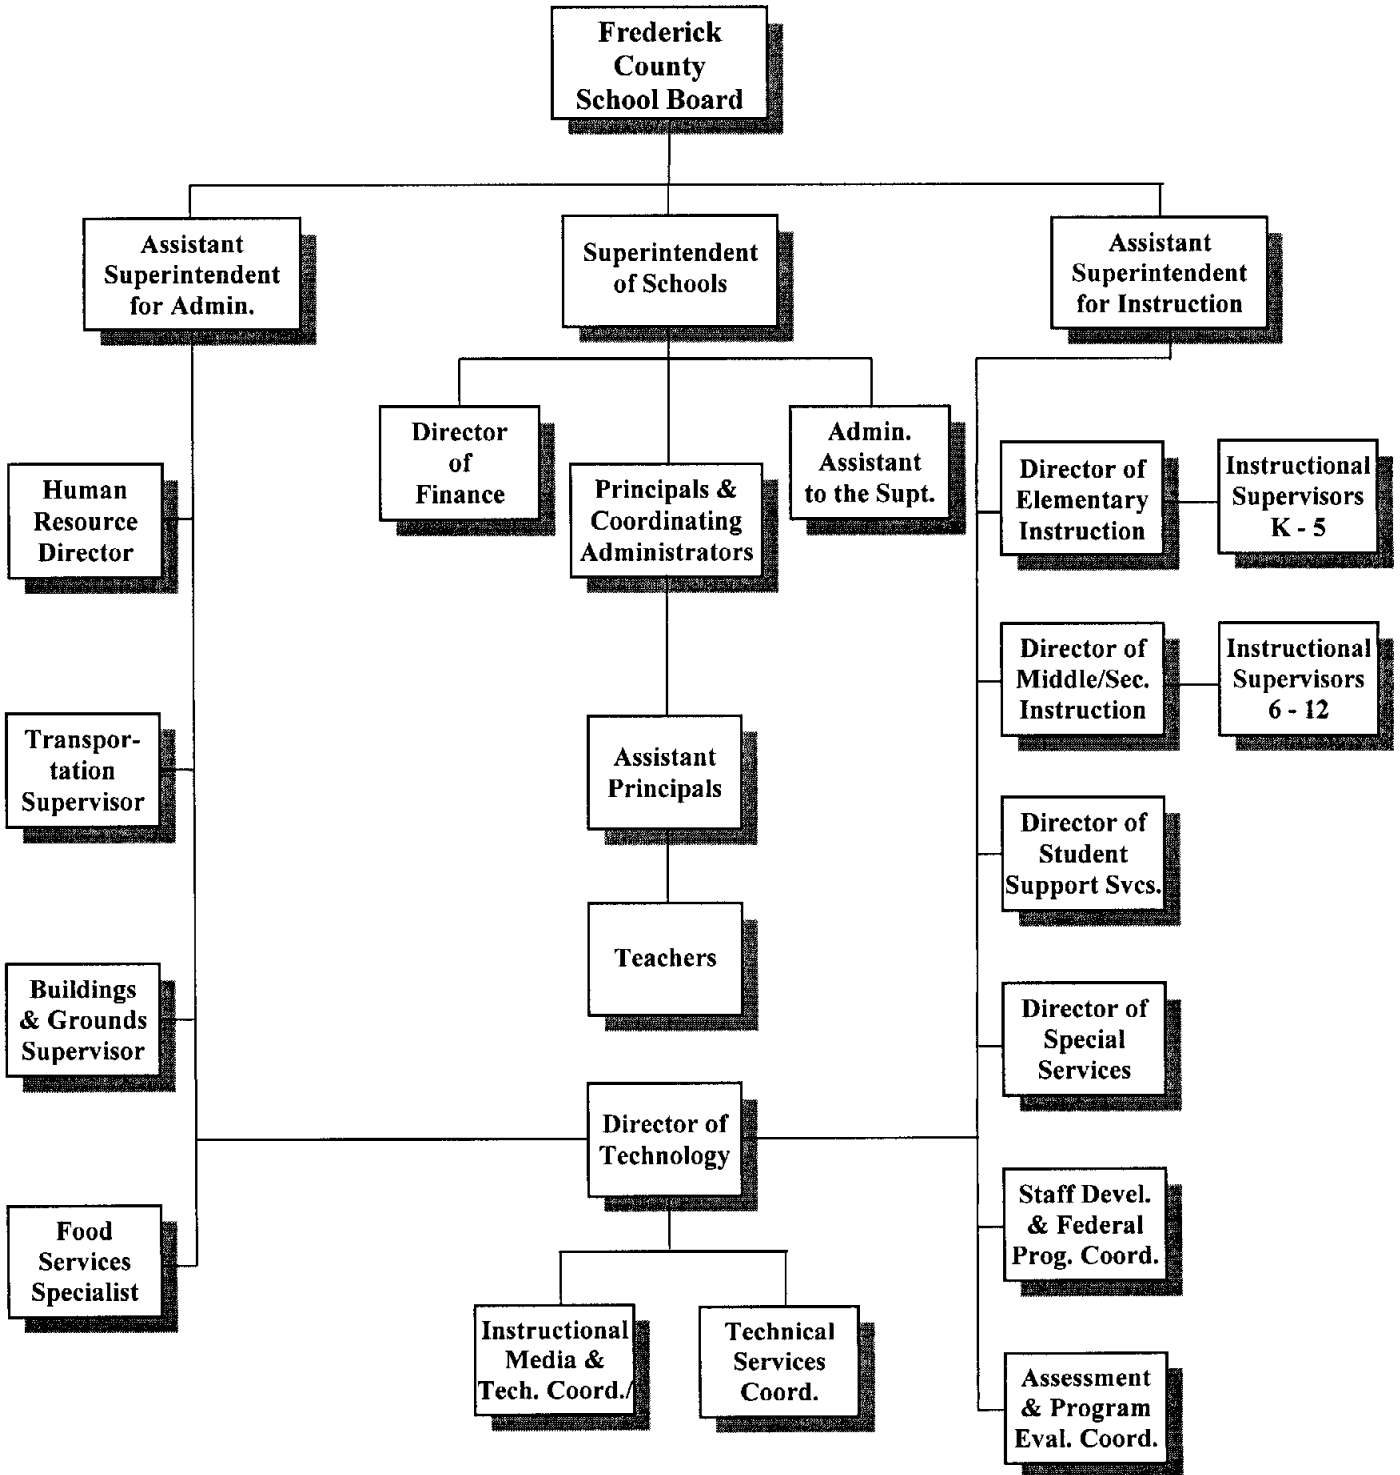 Frederick
County
School Board
Assistant
Superintendent
for Admin.
Superintendent
of Schools
Assistant
Superintendent
for Instruction
Director
of
Finance
Principals &
Coordinating
Administrators
Admin.
Assistant
to the Supt.
Human
Resource
Director
Director of
Elementary
Instruction
Instructional
Supervisors
K - 5
Director of
Middle/Sec.
Instruction
Instructional
Supervisors
6 - 12
Transpor-
tation
Supervisor
Assistant
Principals
Director of
Student
Support Svcs.
Teachers
Buildings
& Grounds
Supervisor
Director of
Special
Services
Director of
Technology
Staff Devel.
& Federal
Prog. Coord.
Food
Services
Specialist
Instructional
Media &
Tech. Coord./
Technical
Services
Coord.
Assessment
& Program
Eval. Coord.